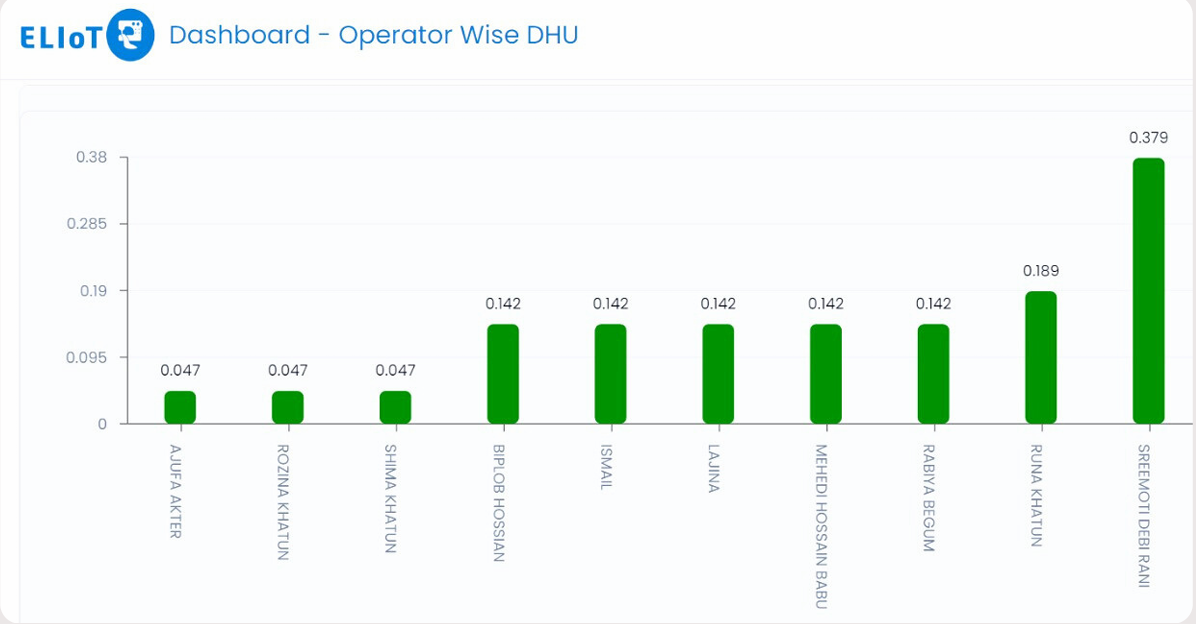 ELIoT Dashboard - Operator Wise DHU
0.38
0.285
0.19
0.095
0
0.047
0.047
0.047
0.142
0.142
0.142
0.142
0.142
0.189
0.379
AJUFA AKTER
ROZINA KHATUN
SHIMA KHATUN
BIPLOB HOSSIAN
ISMAIL
LAJINA
MEHEDI HOSSAIN BABU
RABIYA BEGUM
RUNA KHATUN
SREEMOTI DEBI RANI